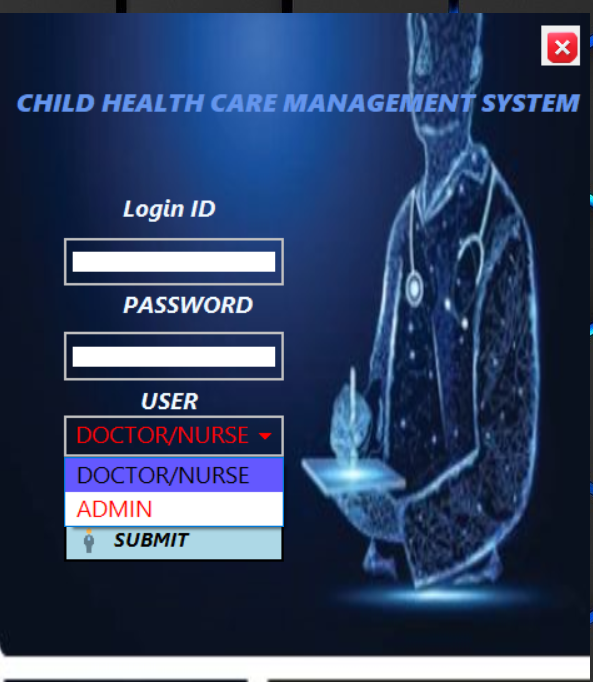 CHILD HEALTH CARE MANAGEMENT SYSTEM
Login ID
PASSWORD
USER
DOCTOR/NURSE
DOCTOR/NURSE
ADMIN
SUBMIT